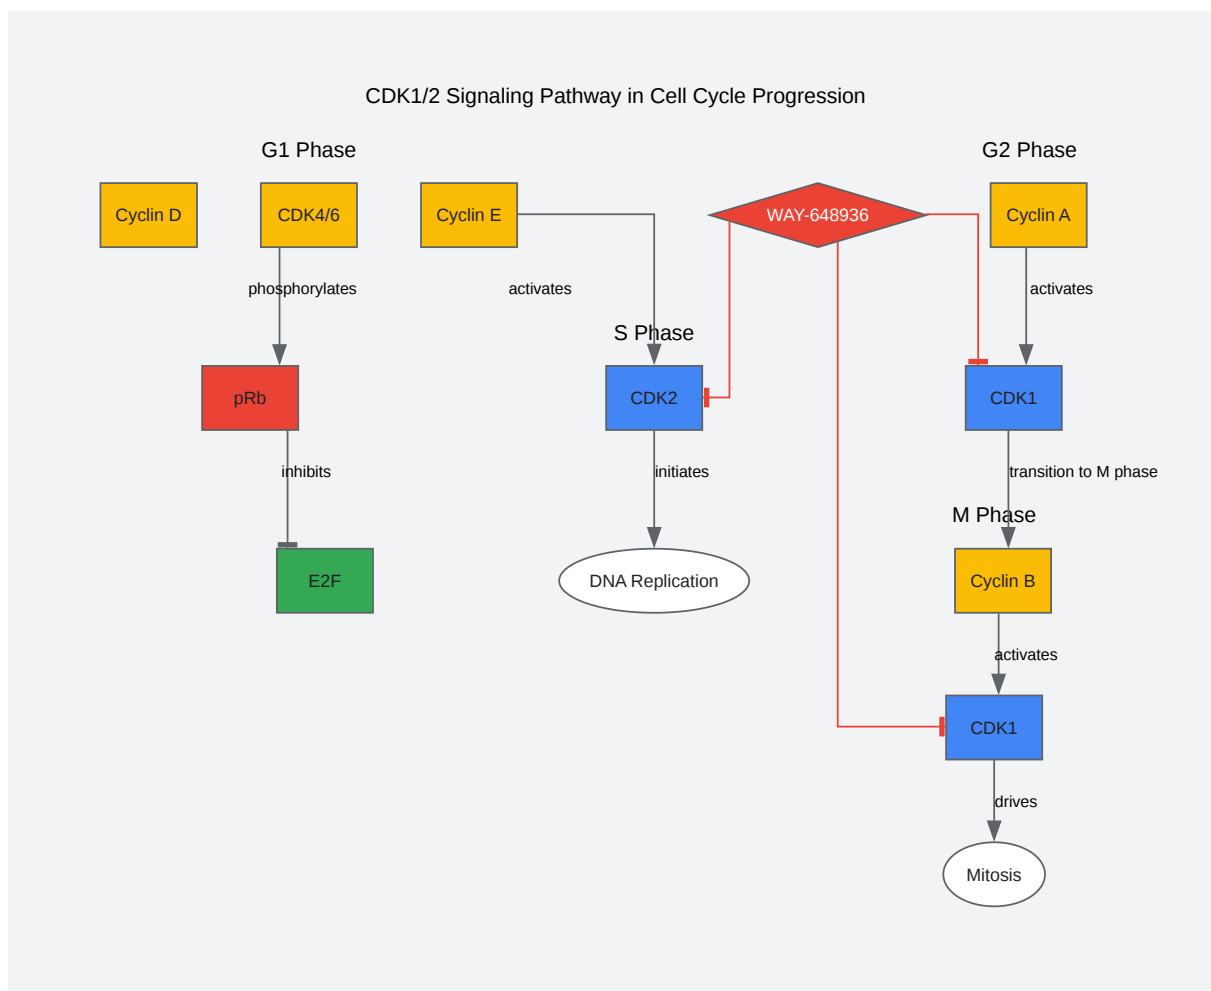 CDK1/2 Signaling Pathway in Cell Cycle Progression
G1 Phase
G2 Phase
Cyclin D
CDK4/6
Cyclin E
WAY-648936
Cyclin A
phosphorylates
activates
activates
S Phase
pRb
CDK2
CDK1
inhibits
initiates
transition to M phase
M Phase
E2F
DNA Replication
Cyclin B
activates
CDK1
drives
Mitosis